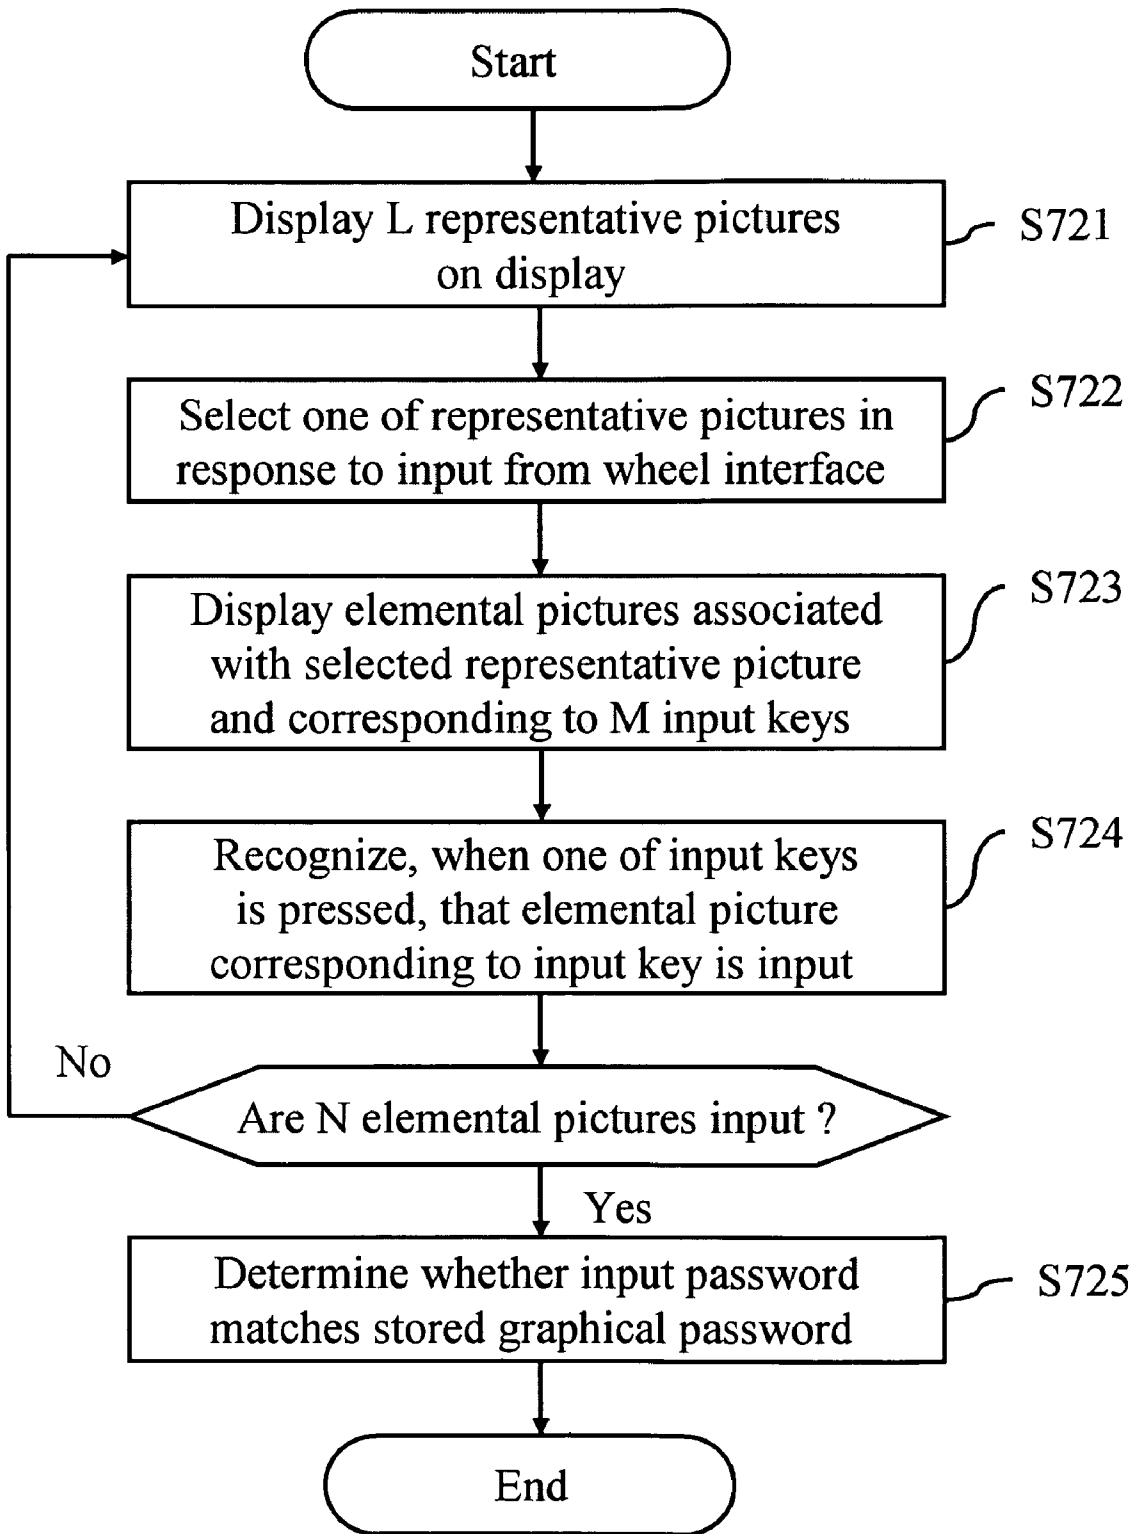 Start
Display L representative pictures
on display
S721
Select one of representative pictures in
response to input from wheel interface
S722
Display elemental pictures associated
with selected representative picture
and corresponding to M input keys
S723
Recognize, when one of input keys
is pressed, that elemental picture
corresponding to input key is input
S724
No
Are N elemental pictures input ?
Yes
Determine whether input password
matches stored graphical password
S725
End